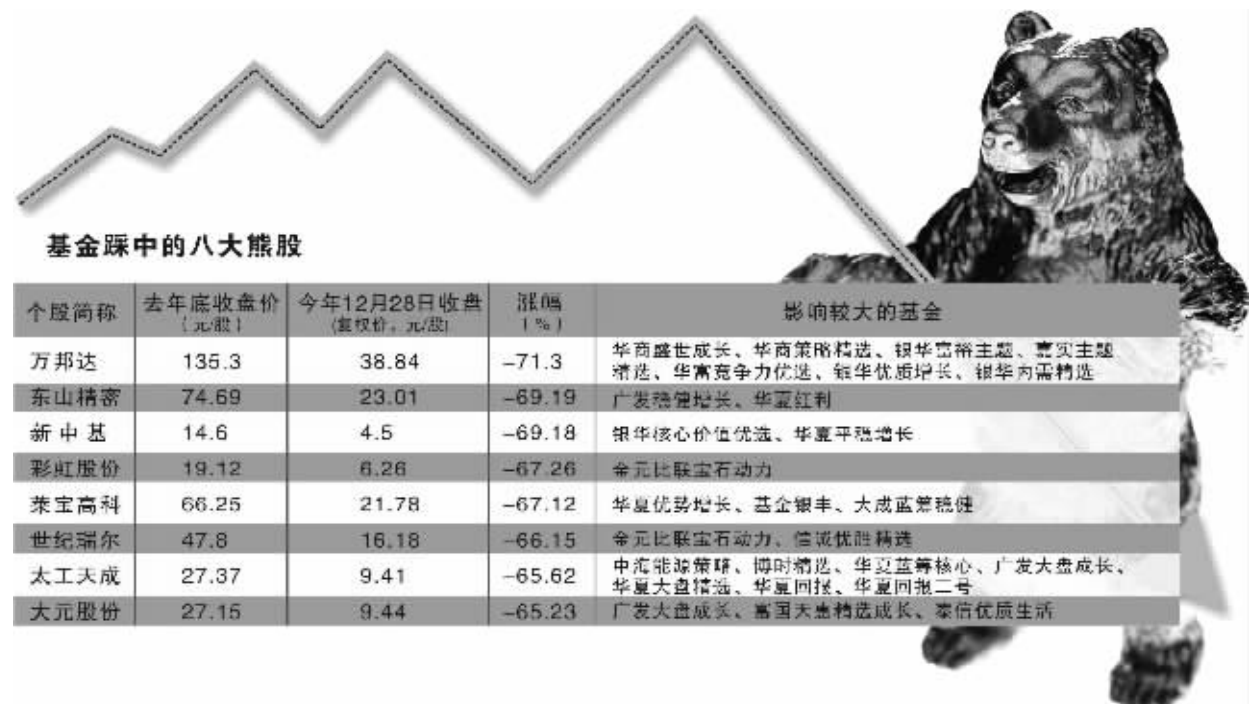 基金踩中的八大熊股
个股简称 去年底收盘价 今年12月28日收盘 涨幅 影响较大的基金
（元/股） (复权价，元/股) （%）
万邦达 135.3 38.84 -71.3 华商盛世成长、华商策略精选、银华富裕主题、嘉实主题
精选、华富竞争力优选、银华优质增长、银华内需精选
东山精密 74.69 23.01 -69.19 广发稳健增长、华夏红利
新中基 14.6 4.5 -69.18 银华核心价值优选、华夏平稳增长
彩虹股份 19.12 6.26 -67.26 金元比联宝石动力
莱宝高科 66.25 21.78 -67.12 华夏优势增长、基金银丰、大成蓝筹稳健
世纪瑞尔 47.8 16.18 -66.15 金元比联宝石动力、信诚优胜精选
太工天成 27.37 9.41 -65.62 中海能源策略、博时精选、华夏蓝筹核心、广发大盘成长、
华夏大盘精选、华夏回报、华夏回报二号
大元股份 27.15 9.44 -65.23 广发大盘成长、富国天惠精选成长、泰信优质生活